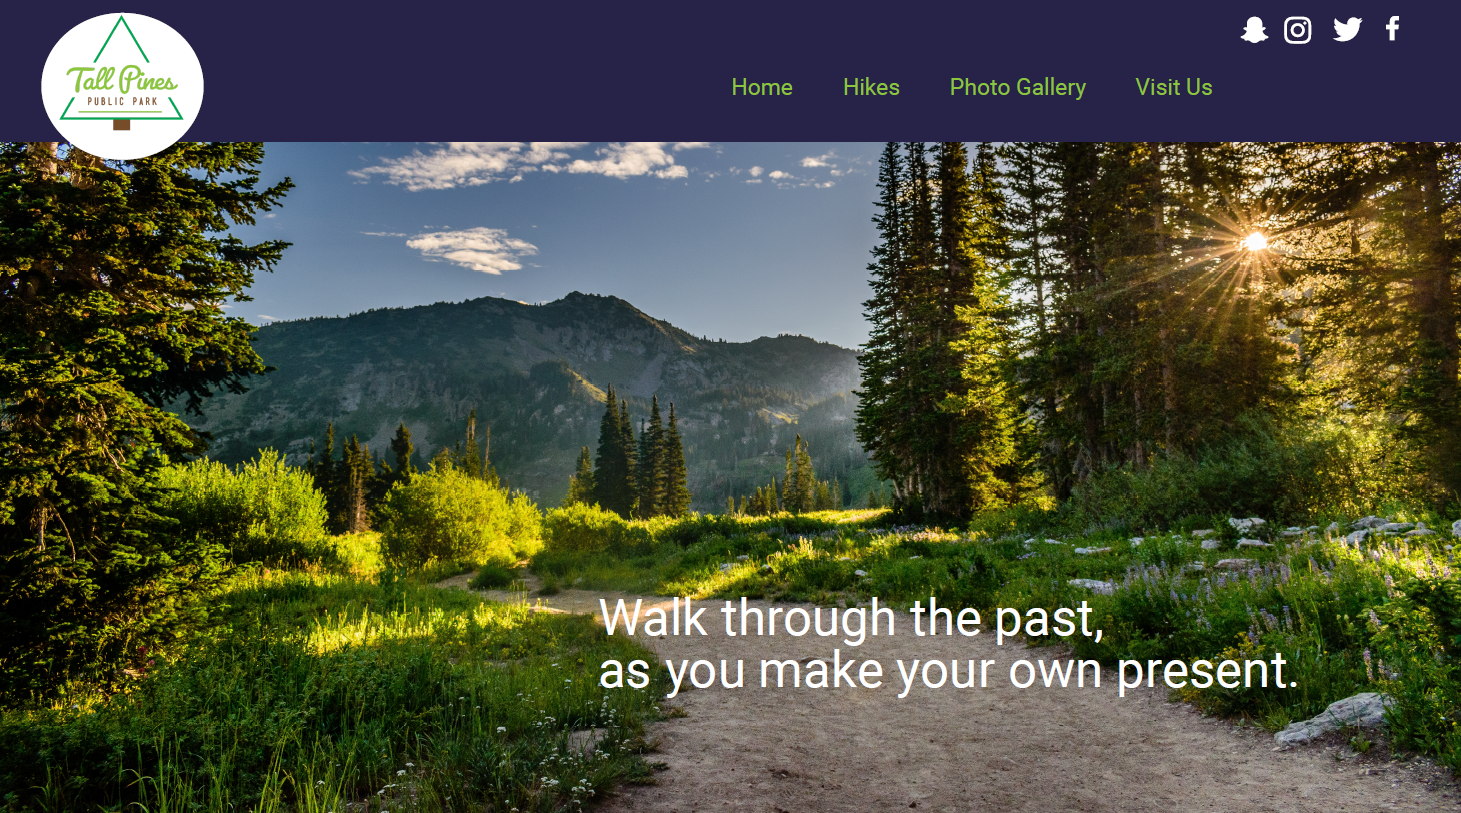 Tall Pines
PUBLIC PARK
Home Hikes Photo Gallery Visit Us
Walk through the past,
as you make your own present.